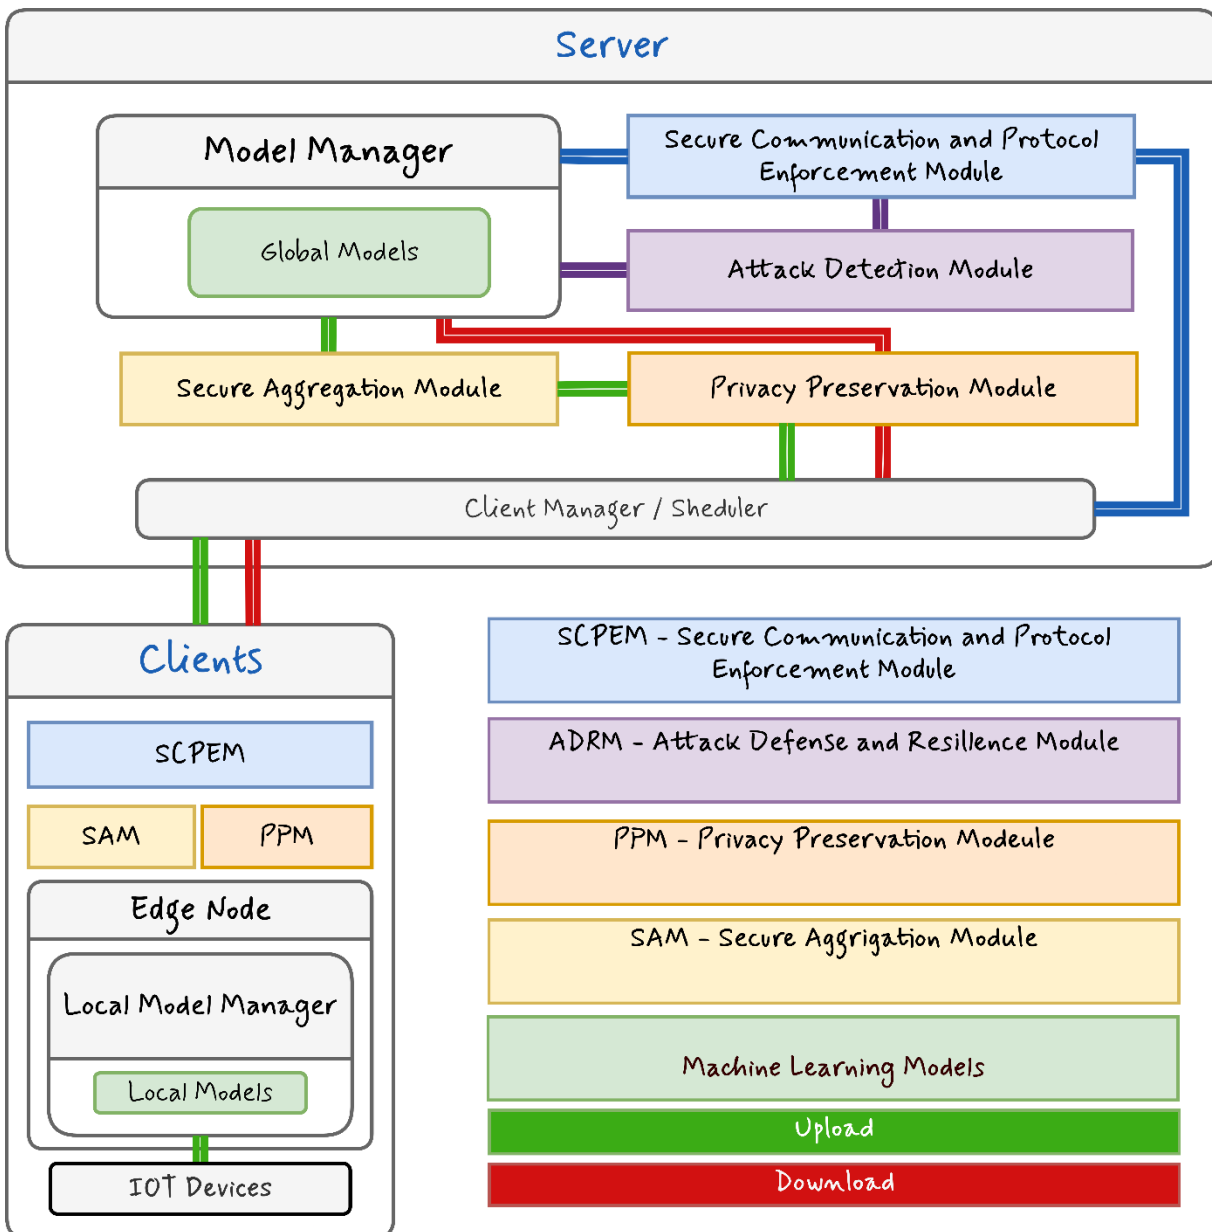 Server
Model Manager
Global Models
Secure Communication and Protocol
Enforcement Module
Attack Detection Module
Secure Aggregation Module
Privacy Preservation Module
Client Manager / Sheduler
Clients
SCPEM
SAM
PPM
Edge Node
Local Model Manager
Local Models
IOT Devices
SCPEM - Secure Communication and Protocol
Enforcement Module
ADRM - Attack Defense and Resillence Module
PPM - Privacy Preservation Modeule
SAM - Secure Aggrigation Module
Machine Learning Models
Upload
Download